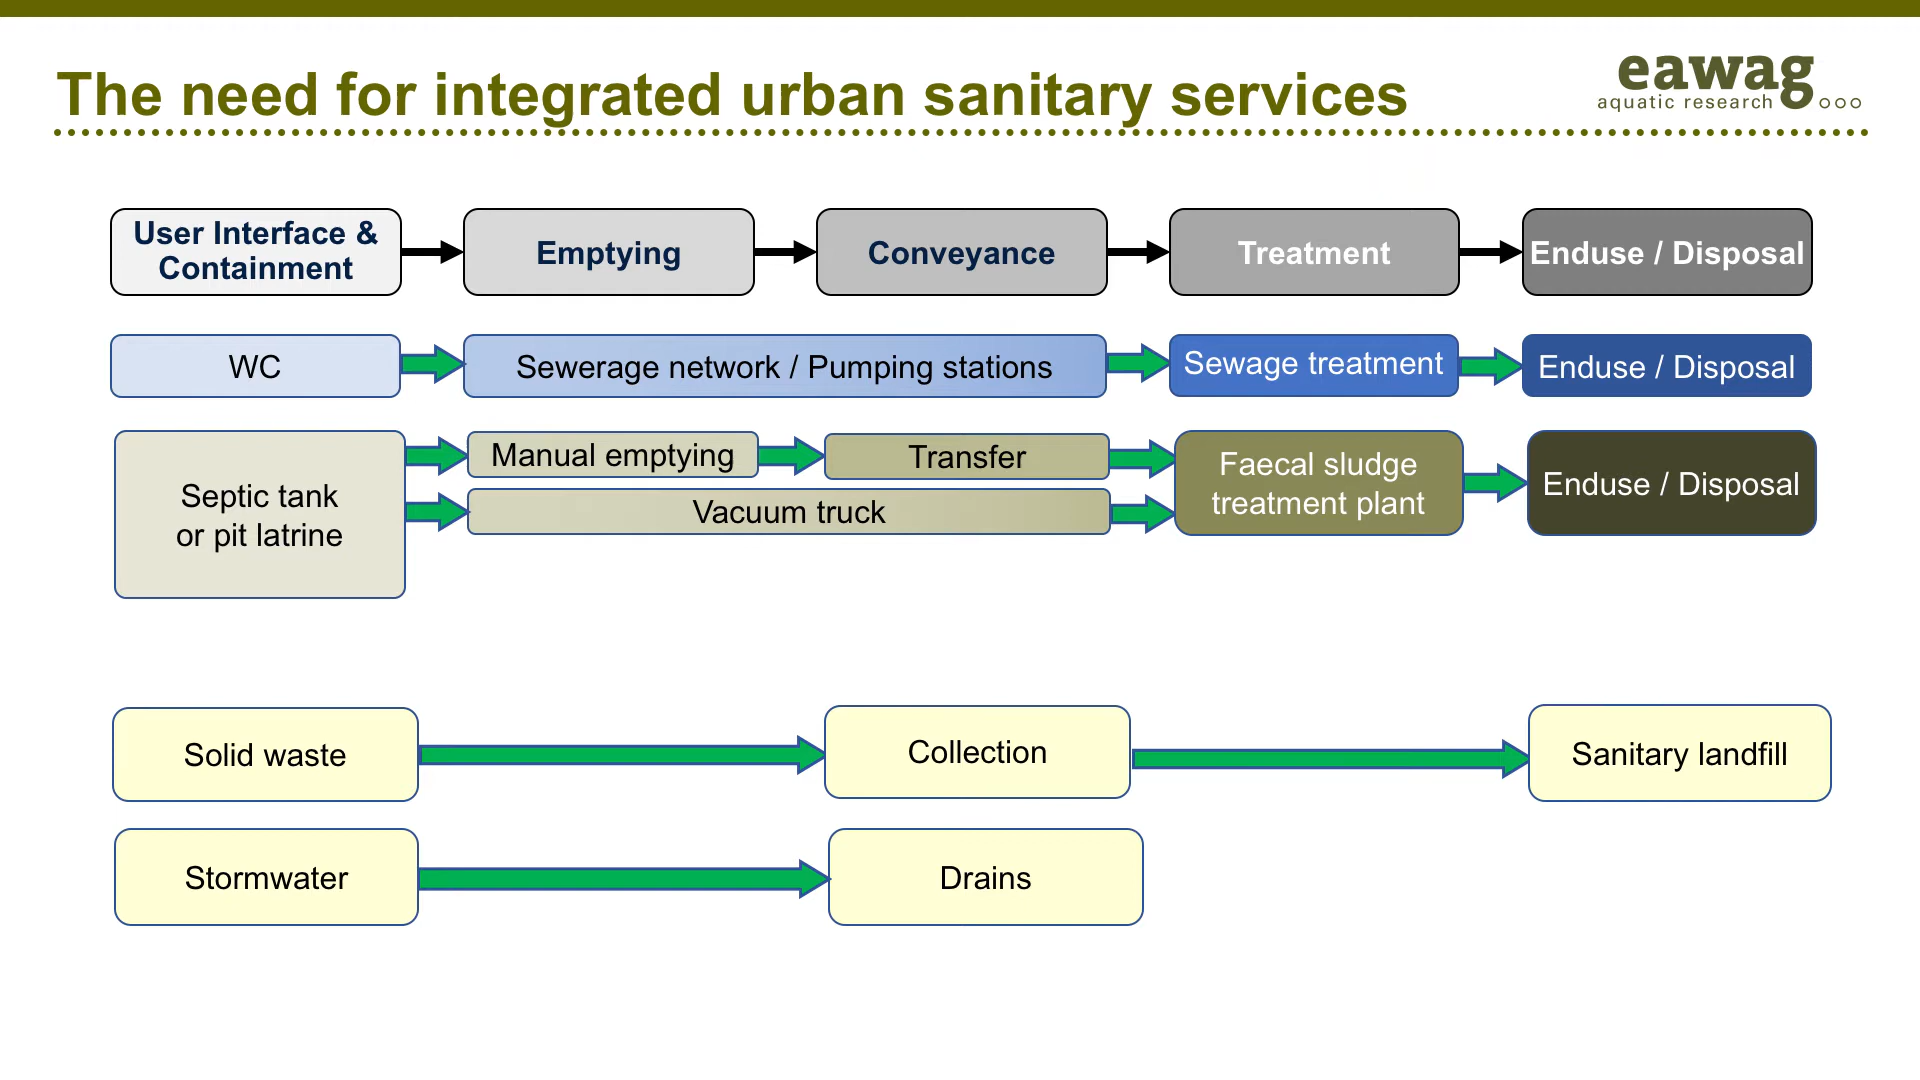 The need for integrated urban sanitary services
eawag
aquatic research
User Interface &
Containment
Emptying
Conveyance
Treatment
Enduse / Disposal
WC
Sewerage network / Pumping stations
Sewage treatment
Enduse / Disposal
Septic tank
or pit latrine
Manual emptying
Transfer
Vacuum truck
Faecal sludge
treatment plant
Enduse / Disposal
Solid waste
Collection
Sanitary landfill
Stormwater
Drains